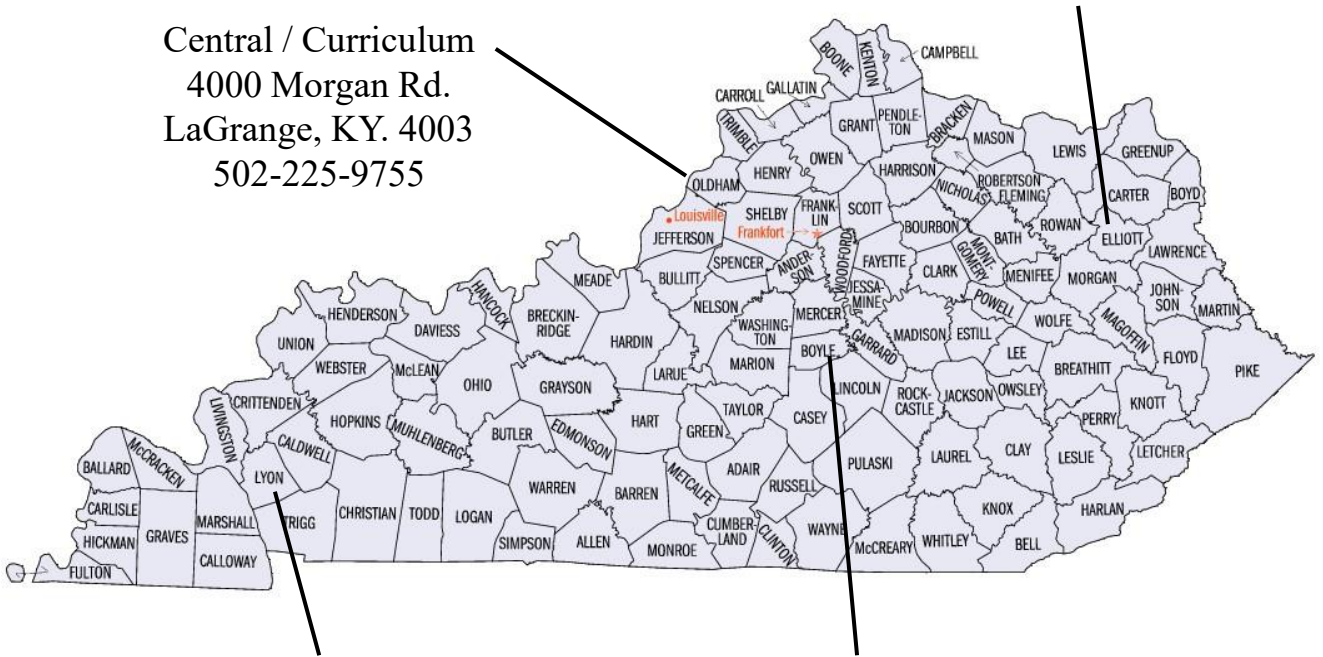 Central / Curriculum
4000 Morgan Rd.
LaGrange, KY. 4003
502-225-9755
BOONE
KENTON
CAMPBELL
GALLATIN
CARROLL
TRIMBLE
GRANT
PENDLE-
TON
BRACKEN
MASON
LEWIS
GREENUP
OWEN
HENRY
HARRISON
ROBERTSON
FLEMING
NICHOLAS
CARTER
BOYD
OLDHAM
SHELBY
FRANK-
LIN
SCOTT
Louisville
Frankfort
JEFFERSON
BOURBON
BATH
ROWAN
ELLIOTT
LAWRENCE
SPENCER
ANDER-
SON
WOODFORD
FAYETTE
CLARK
MONT-
GOMERY
MENIFEE
MORGAN
JOHN-
SON
MARTIN
MEADE
BULLITT
NELSON
JESSA-
MINE
POWELL
WOLFE
MAGOFFIN
HANCOCK
BRECKIN-
RIDGE
HARDIN
WASHING-
TON
MERCER
GARRARD
MADISON
ESTILL
LEE
FLOYD
PIKE
HENDERSON
DAVIESS
UNION
WEBSTER
McLEAN
OHIO
GRAYSON
LARUE
MARION
BOYLE
LINCOLN
ROCK-
CASTLE
JACKSON
OWSLEY
BREATHITT
KNOTT
PERRY
CRITTENDEN
LIVINGSTON
HOPKINS
MUHLENBERG
BUTLER
EDMONSON
HART
GREEN
TAYLOR
CASEY
PULASKI
LAUREL
CLAY
LESLIE
LETCHER
CALDWELL
LYON
BALLARD
McCRACKEN
CARLISLE
HICKMAN
FULTON
GRAVES
MARSHALL
CALLOWAY
TRIGG
CHRISTIAN
TODD
LOGAN
WARREN
SIMPSON
ALLEN
BARREN
METCALFE
MONROE
ADAIR
RUSSELL
CUMBER-
LAND
CLINTON
WAYNE
McCREARY
WHITLEY
KNOX
BELL
HARLAN